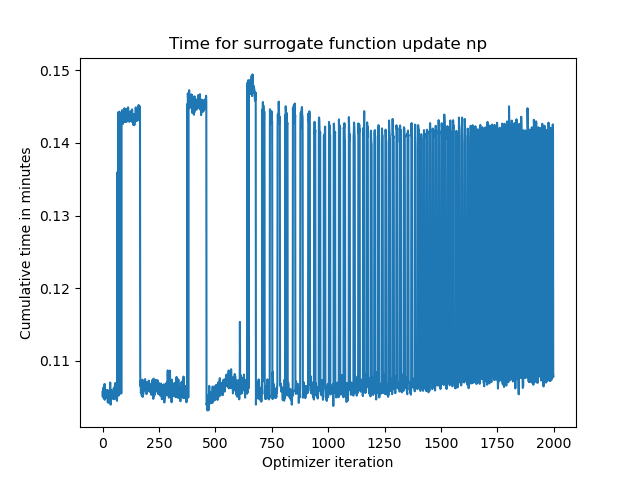 Time for surrogate function update np
0.15
0.14
0.13
0.12
0.11
Cumulative time in minutes
0 250 500 750 1000 1250 1500 1750 2000
Optimizer iteration